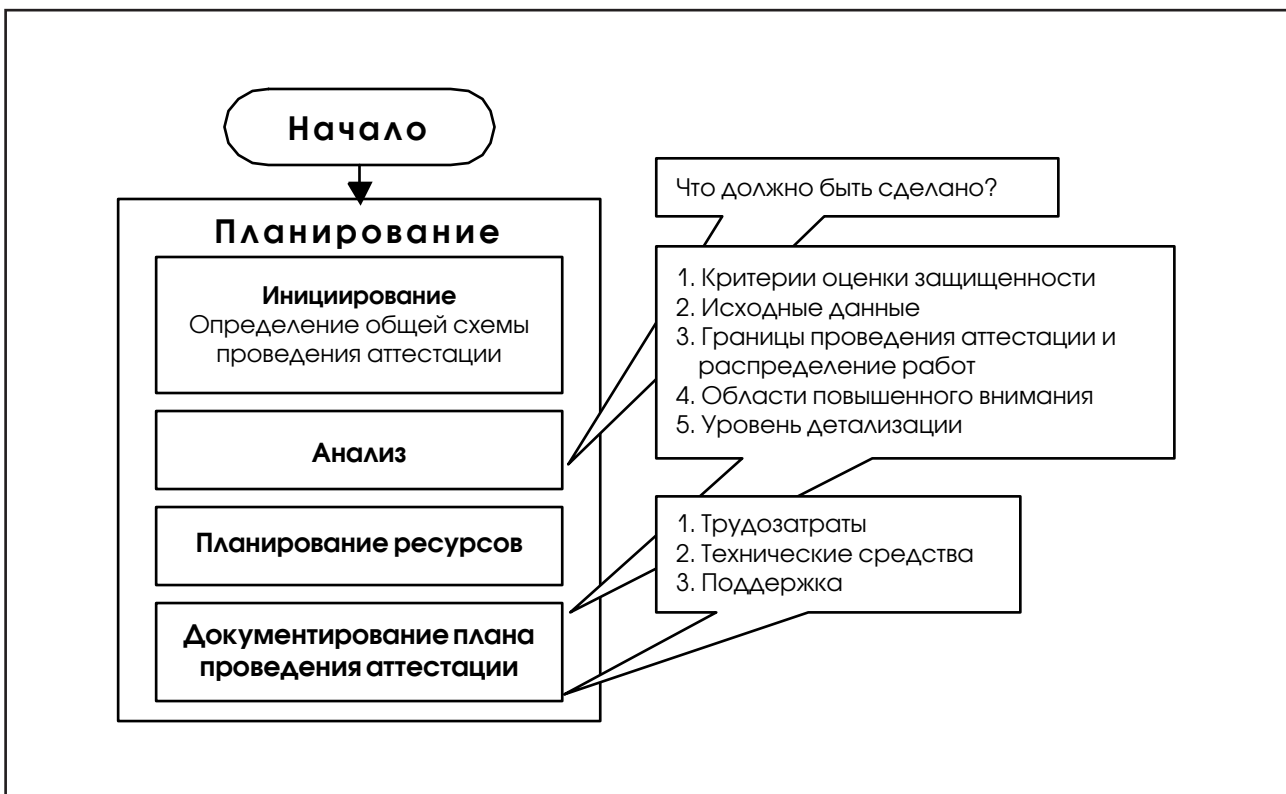 Начало
Планирование
Инициирование
Определение общей схемы
проведения аттестации
Анализ
Планирование ресурсов
Документирование плана
проведения аттестации
Что должно быть сделано?
1. Критерии оценки защищенности
2. Исходные данные
3. Границы проведения аттестации и
распределение работ
4. Области повышенного внимания
5. Уровень детализации
1. Трудозатраты
2. Технические средства
3. Поддержка